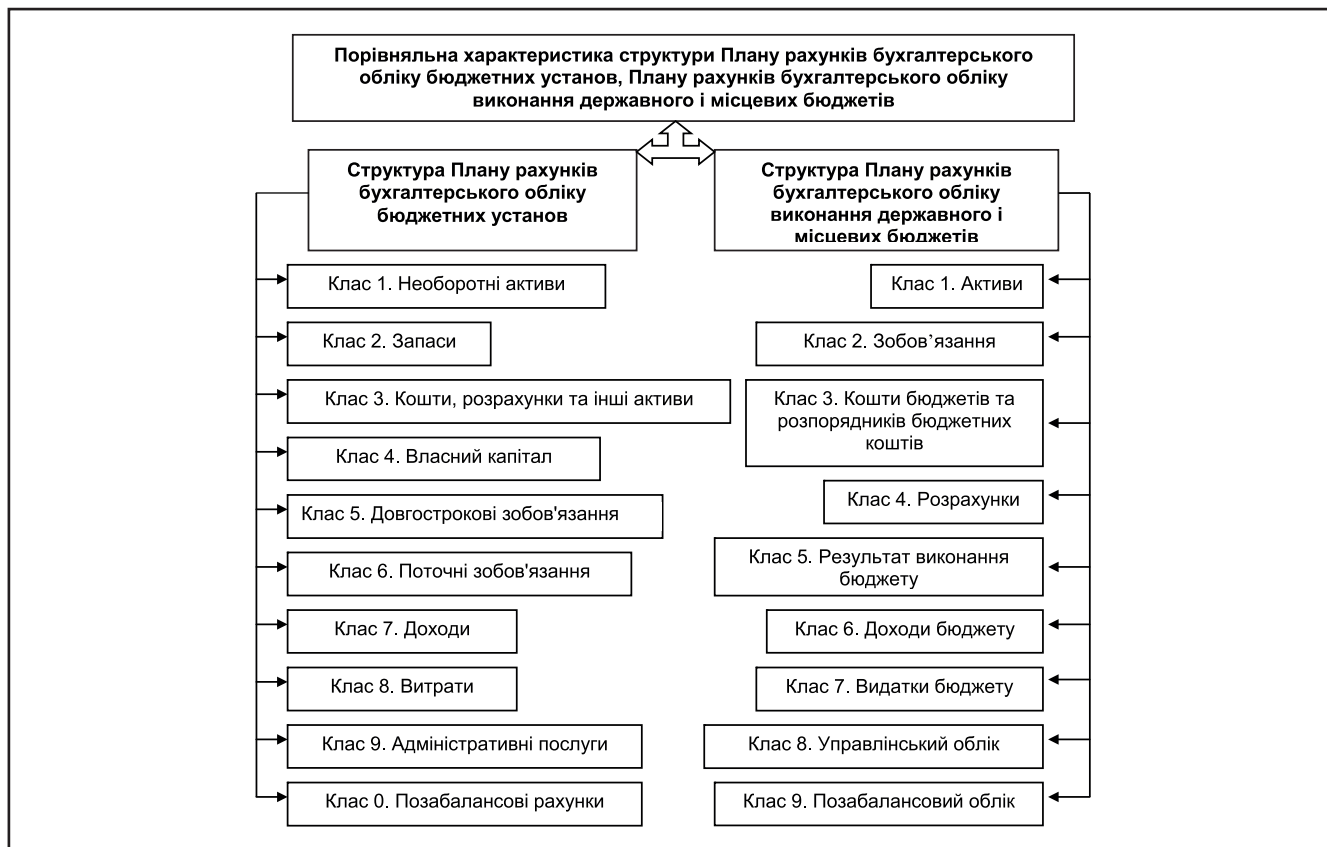 Порівняльна характеристика структури Плану рахунків бухгалтерського
обліку бюджетних установ, Плану рахунків бухгалтерського обліку
виконання державного і місцевих бюджетів
Структура Плану рахунків
бухгалтерського обліку
бюджетних установ
Клас 1. Необоротні активи
Клас 2. Запаси
Клас 3. Кошти, розрахунки та інші активи
Клас 4. Власний капітал
Клас 5. Довгострокові зобов'язання
Клас 6. Поточні зобов'язання
Клас 7. Доходи
Клас 8. Витрати
Клас 9. Адміністративні послуги
Клас 0. Позабалансові рахунки
Структура Плану рахунків
бухгалтерського обліку
виконання державного і
місцевих бюджетів
Клас 1. Активи
Клас 2. Зобов’язання
Клас 3. Кошти бюджетів та
розпорядників бюджетних
коштів
Клас 4. Розрахунки
Клас 5. Результат виконання
бюджету
Клас 6. Доходи бюджету
Клас 7. Видатки бюджету
Клас 8. Управлінський облік
Клас 9. Позабалансовий облік